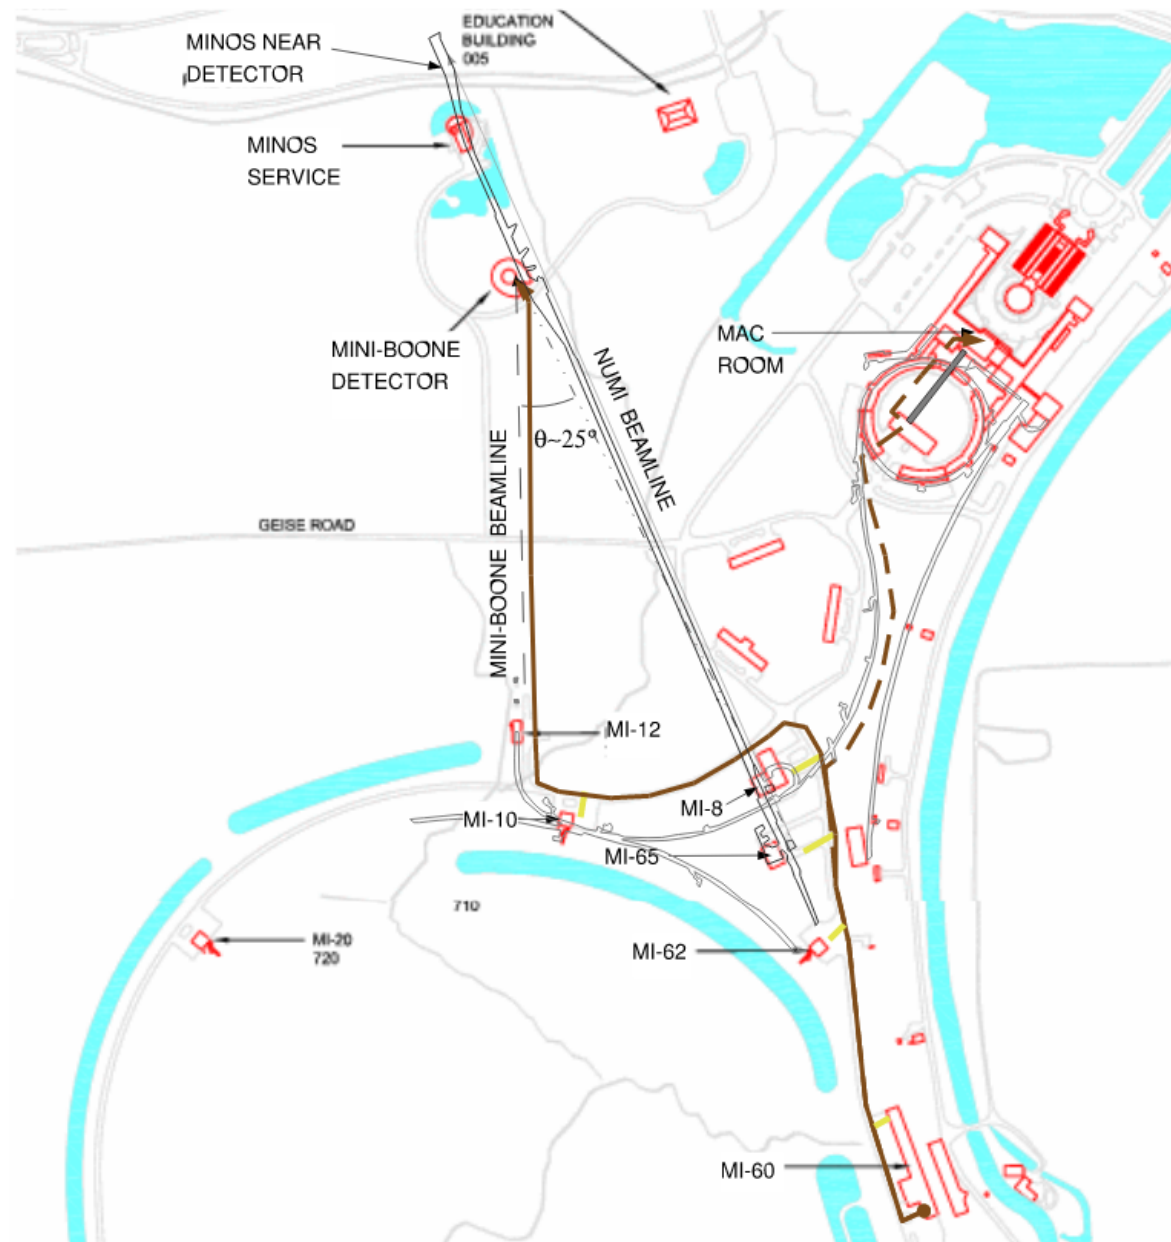 EDUCATION
BUILDING
005
MINOS NEAR
DETECTOR
MINOS
SERVICE
MAC
ROOM
MINI-BOONE
DETECTOR
NUMI BEAMLINE
θ~25°
MINI-BOONE BEAMLINE
GEISE ROAD
MI-12
MI-8
MI-10
MI-65
710
MI-20
720
MI-62
MI-60